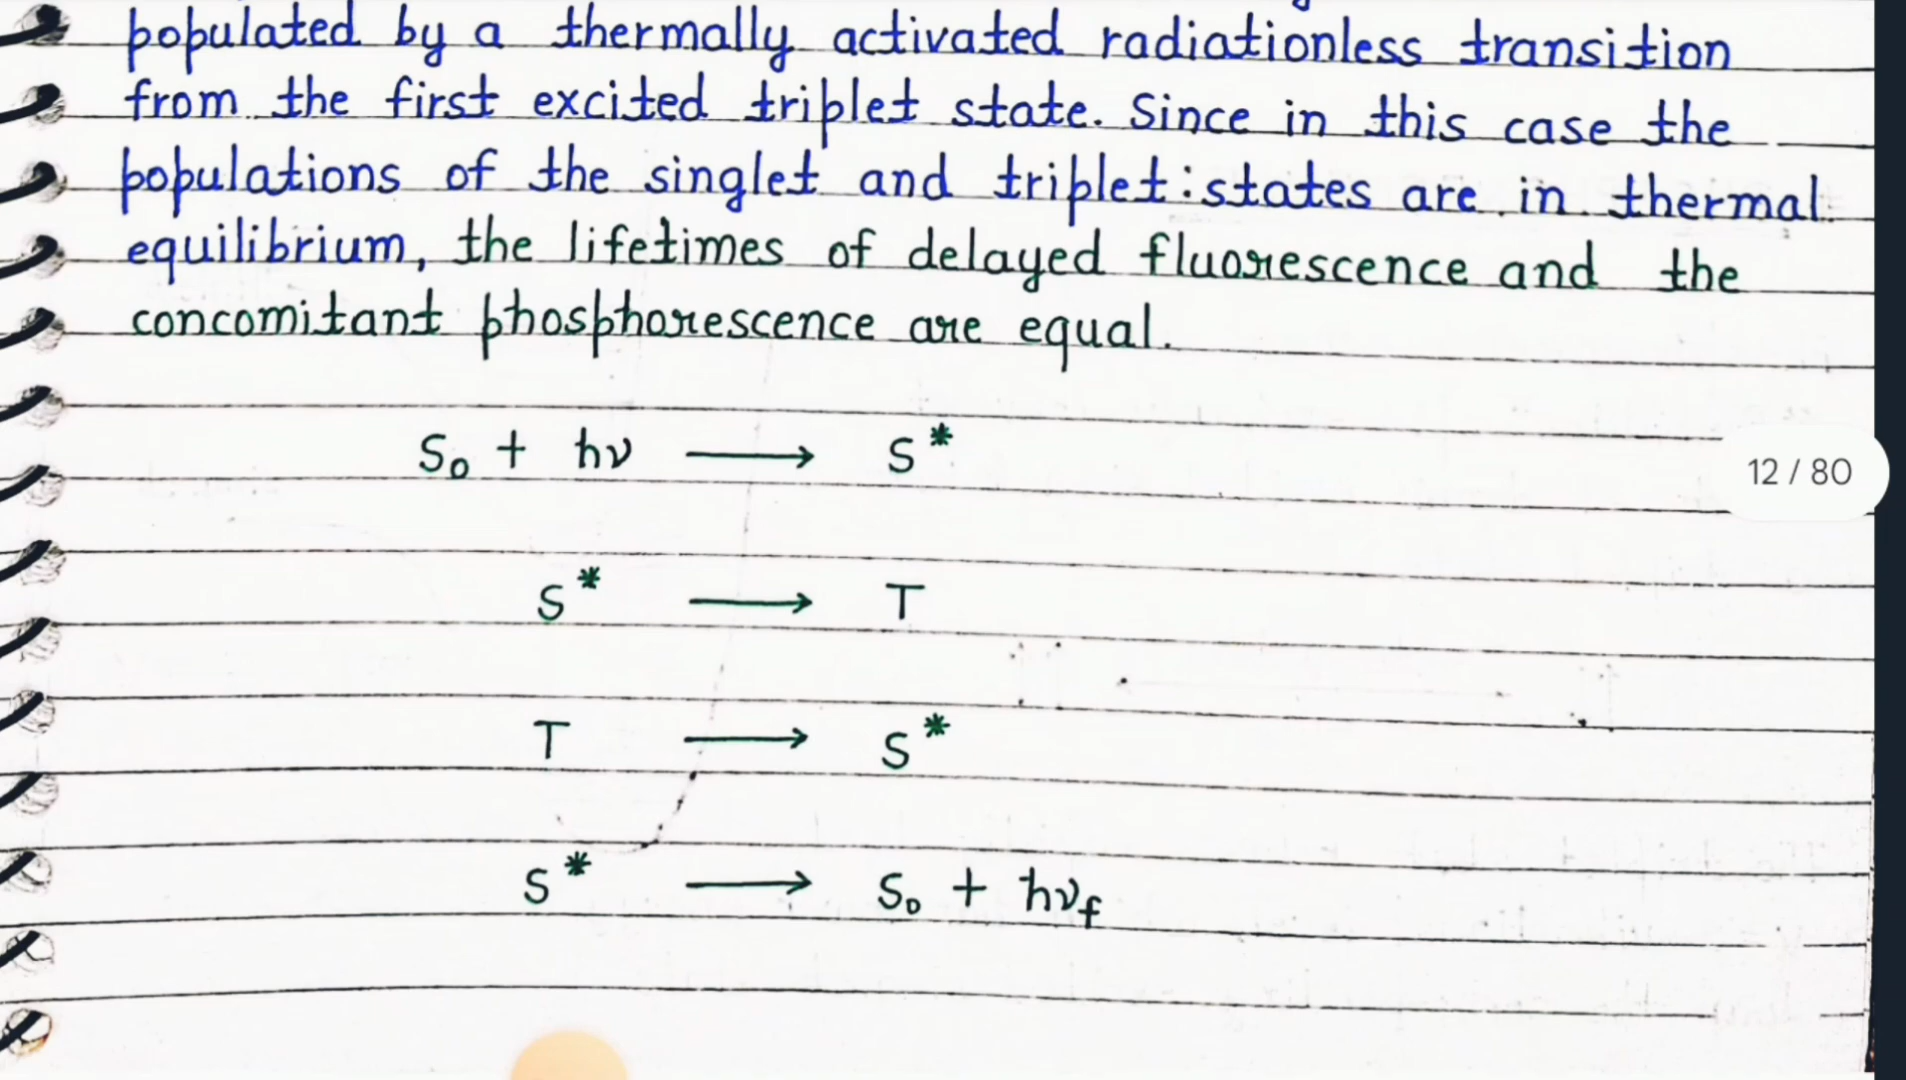 populated by a thermally activated radiationless transition
from the first excited triplet state. Since in this case the
populations of the singlet and triplet states are in thermal
equilibrium, the lifetimes of delayed fluorescence and the
concomitant phosphorescence are equal.
S₀ + hν → S*
12 / 80
S* → T
T → S*
S* → S₀ + hν_f